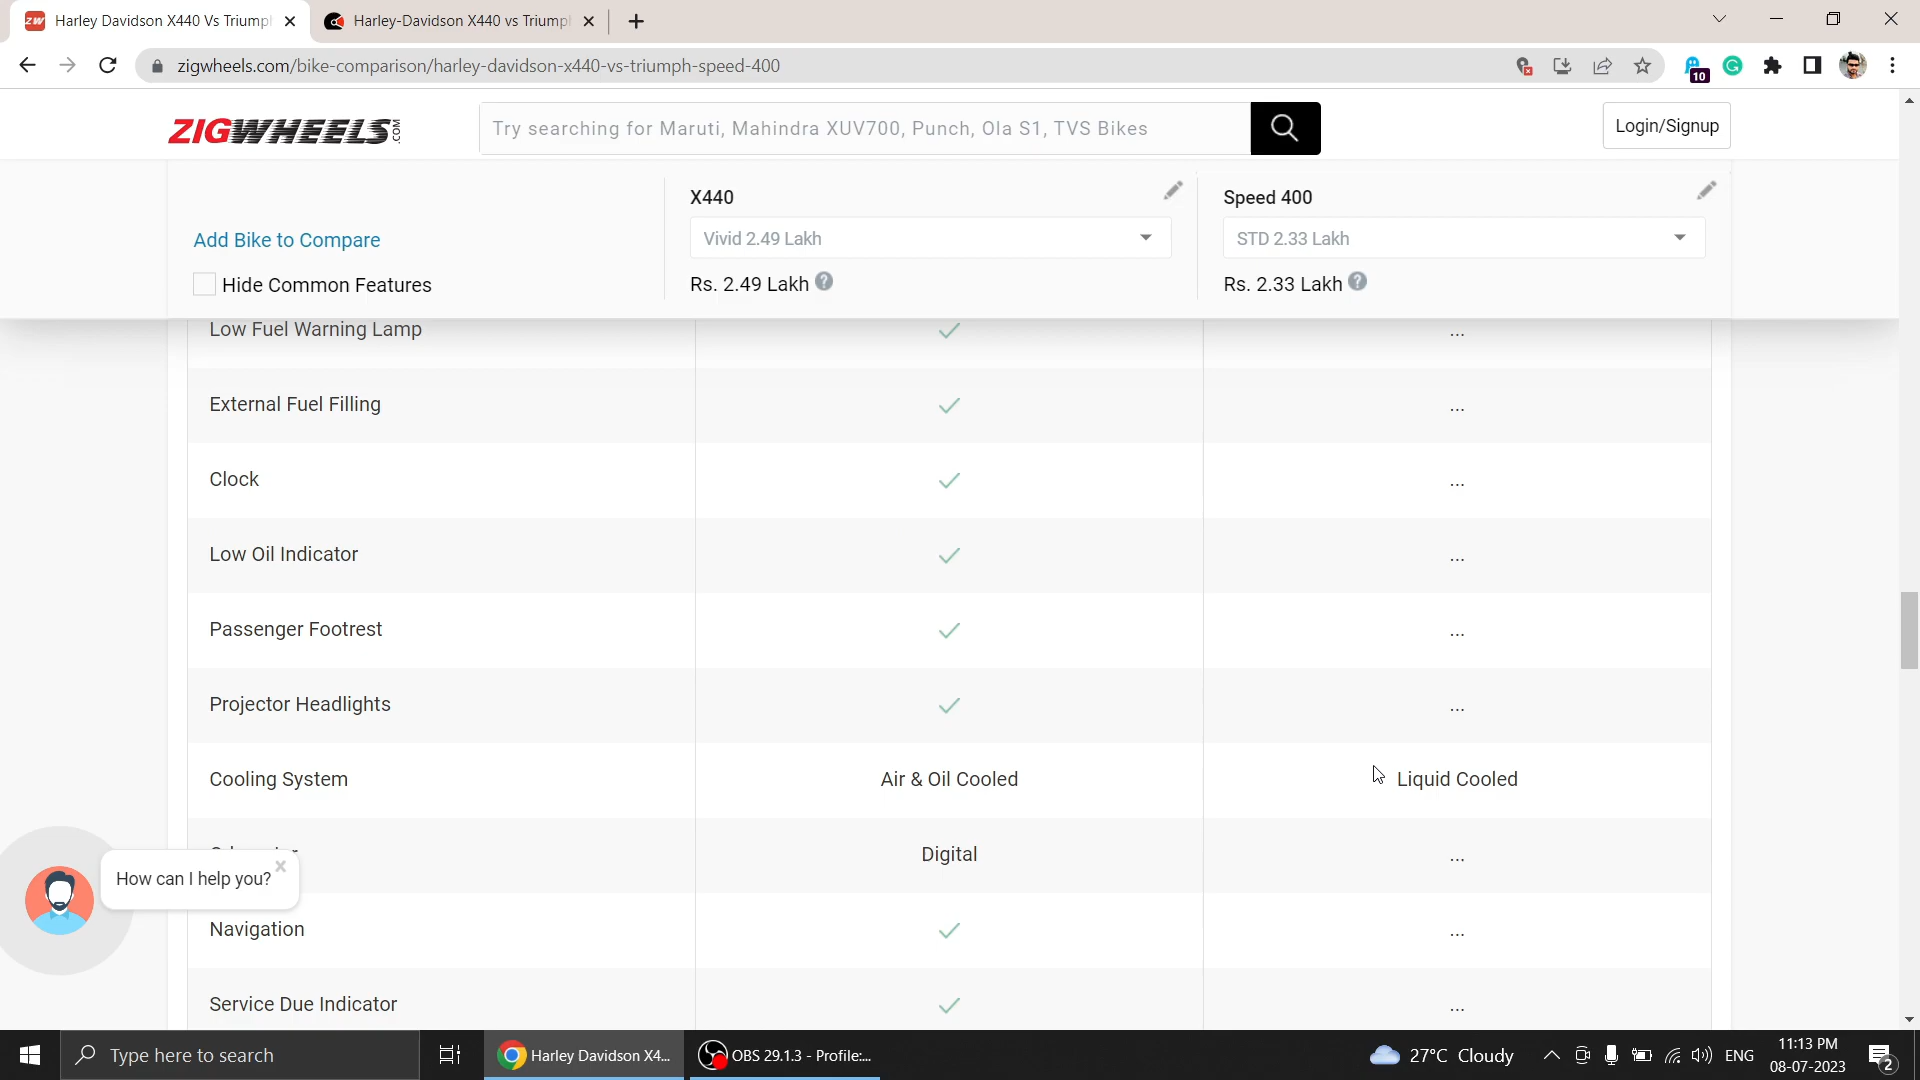 Harley Davidson X440 Vs Triump
Harley-Davidson X440 vs Triump
zigwheels.com/bike-comparison/harley-davidson-x440-vs-triumph-speed-400
10
ZIGWHEELS.COM
Try searching for Maruti, Mahindra XUV700, Punch, Ola S1, TVS Bikes
Login/Signup
X440
Speed 400
Add Bike to Compare
Vivid 2.49 Lakh
STD 2.33 Lakh
Hide Common Features
Rs. 2.49 Lakh ?
Rs. 2.33 Lakh ?
Low Fuel Warning Lamp ...
External Fuel Filling ...
Clock ...
Low Oil Indicator ...
Passenger Footrest ...
Projector Headlights ...
Cooling System Air & Oil Cooled Liquid Cooled
Digital ...
How can I help you?
Navigation ...
Service Due Indicator ...
Type here to search
Harley Davidson X4...
OBS 29.1.3 - Profile:...
27°C Cloudy
ENG
11:13 PM
08-07-2023
2